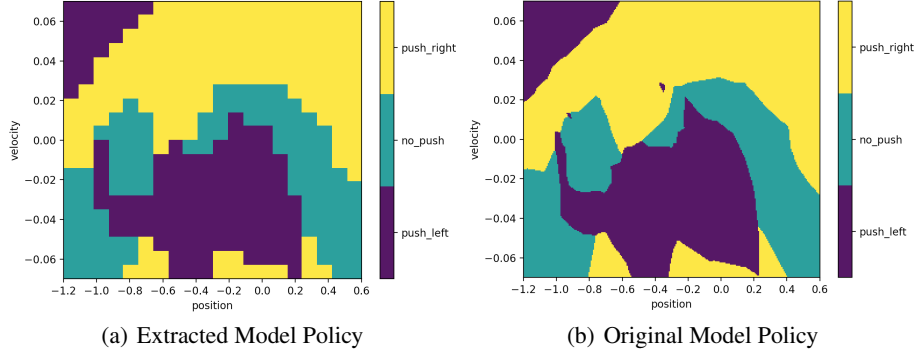 0.06
0.04
0.02
0.00
−0.02
−0.04
−0.06
velocity
−1.2 −1.0 −0.8 −0.6 −0.4 −0.2 0.0 0.2 0.4 0.6
position
push_right
no_push
push_left
(a) Extracted Model Policy
0.06
0.04
0.02
0.00
−0.02
−0.04
−0.06
velocity
−1.2 −1.0 −0.8 −0.6 −0.4 −0.2 0.0 0.2 0.4 0.6
position
push_right
no_push
push_left
(b) Original Model Policy